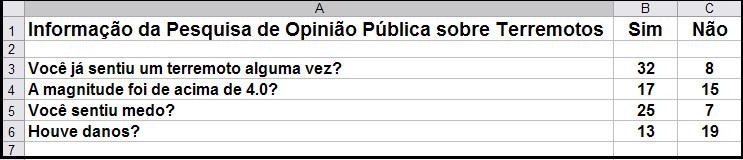 A B C
1 Informação da Pesquisa de Opinião Pública sobre Terremotos Sim Não
2
3 Você já sentiu um terremoto alguma vez? 32 8
4 A magnitude foi de acima de 4.0? 17 15
5 Você sentiu medo? 25 7
6 Houve danos? 13 19
7